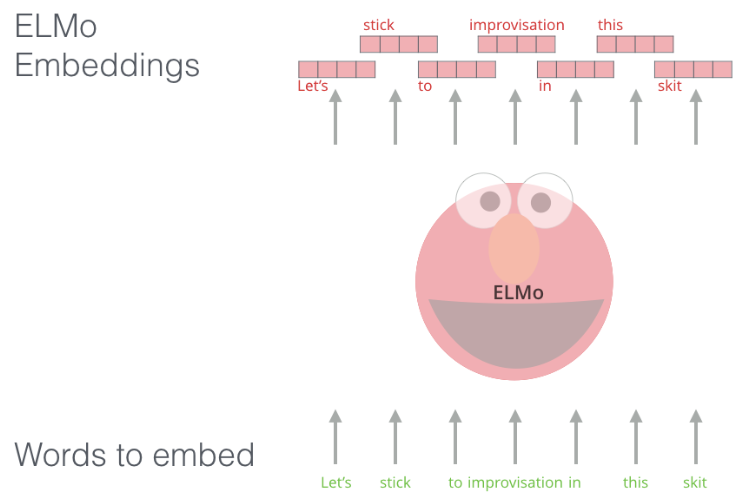 ELMo
Embeddings
stick improvisation this
Let's to in skit
ELMo
Words to embed
Let's stick to improvisation in this skit